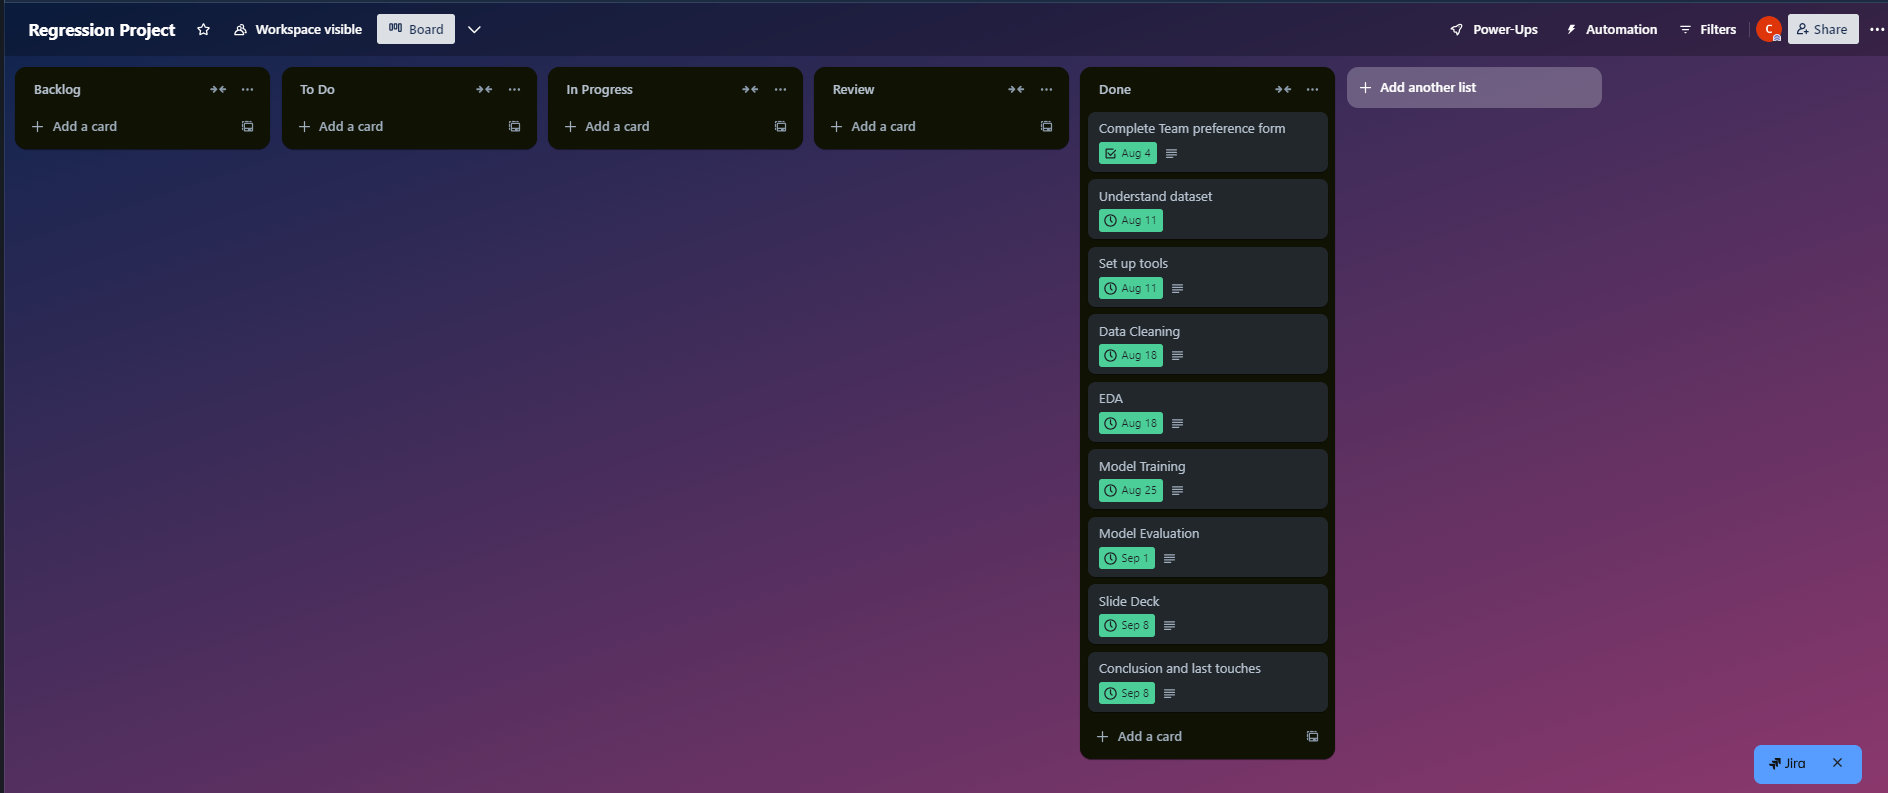 Regression Project
Workspace visible
Board
Power-Ups
Automation
Filters
C
Share
Backlog
Add a card
To Do
Add a card
In Progress
Add a card
Review
Add a card
Done
Complete Team preference form
Aug 4
Understand dataset
Aug 11
Set up tools
Aug 11
Data Cleaning
Aug 18
EDA
Aug 18
Model Training
Aug 25
Model Evaluation
Sep 1
Slide Deck
Sep 8
Conclusion and last touches
Sep 8
Add a card
Add another list
Jira